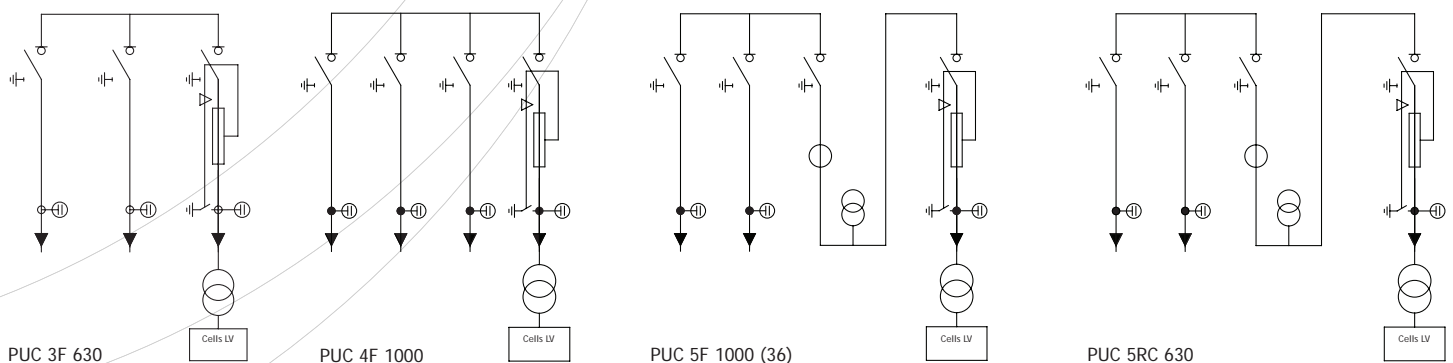 Cells LV
Cells LV
Cells LV
Cells LV
PUC 3F 630
PUC 4F 1000
PUC 5F 1000 (36)
PUC 5RC 630